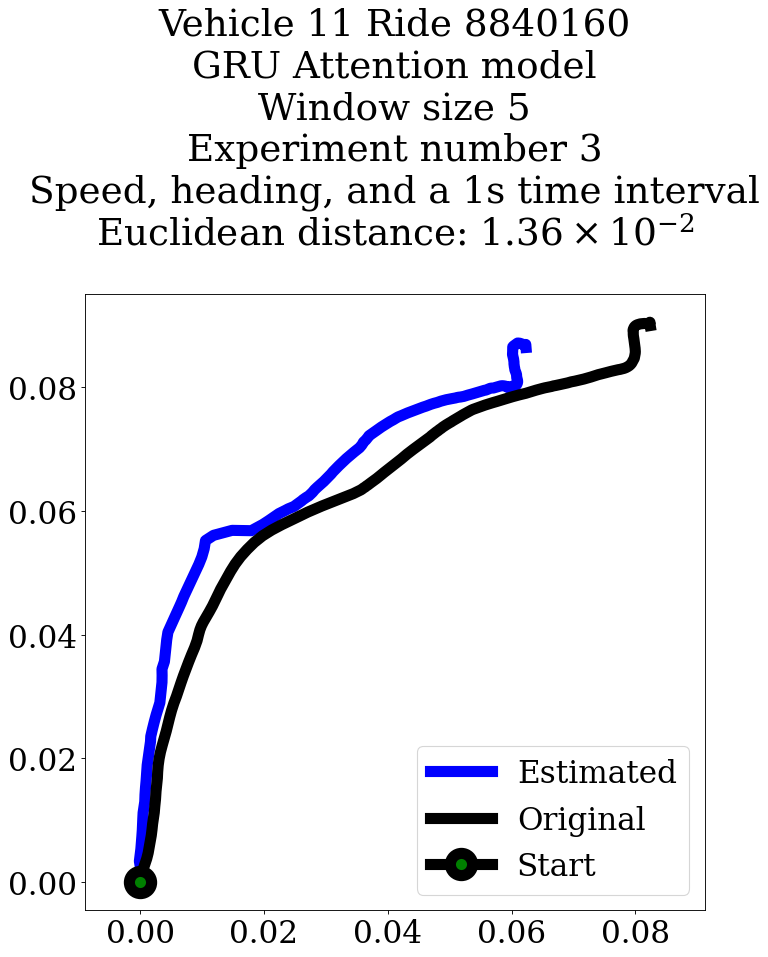 Vehicle 11 Ride 8840160
GRU Attention model
Window size 5
Experiment number 3
Speed, heading, and a 1s time interval
Euclidean distance: 1.36 × 10⁻²
0.08
0.06
0.04
0.02
0.00
Estimated
Original
Start
0.00 0.02 0.04 0.06 0.08